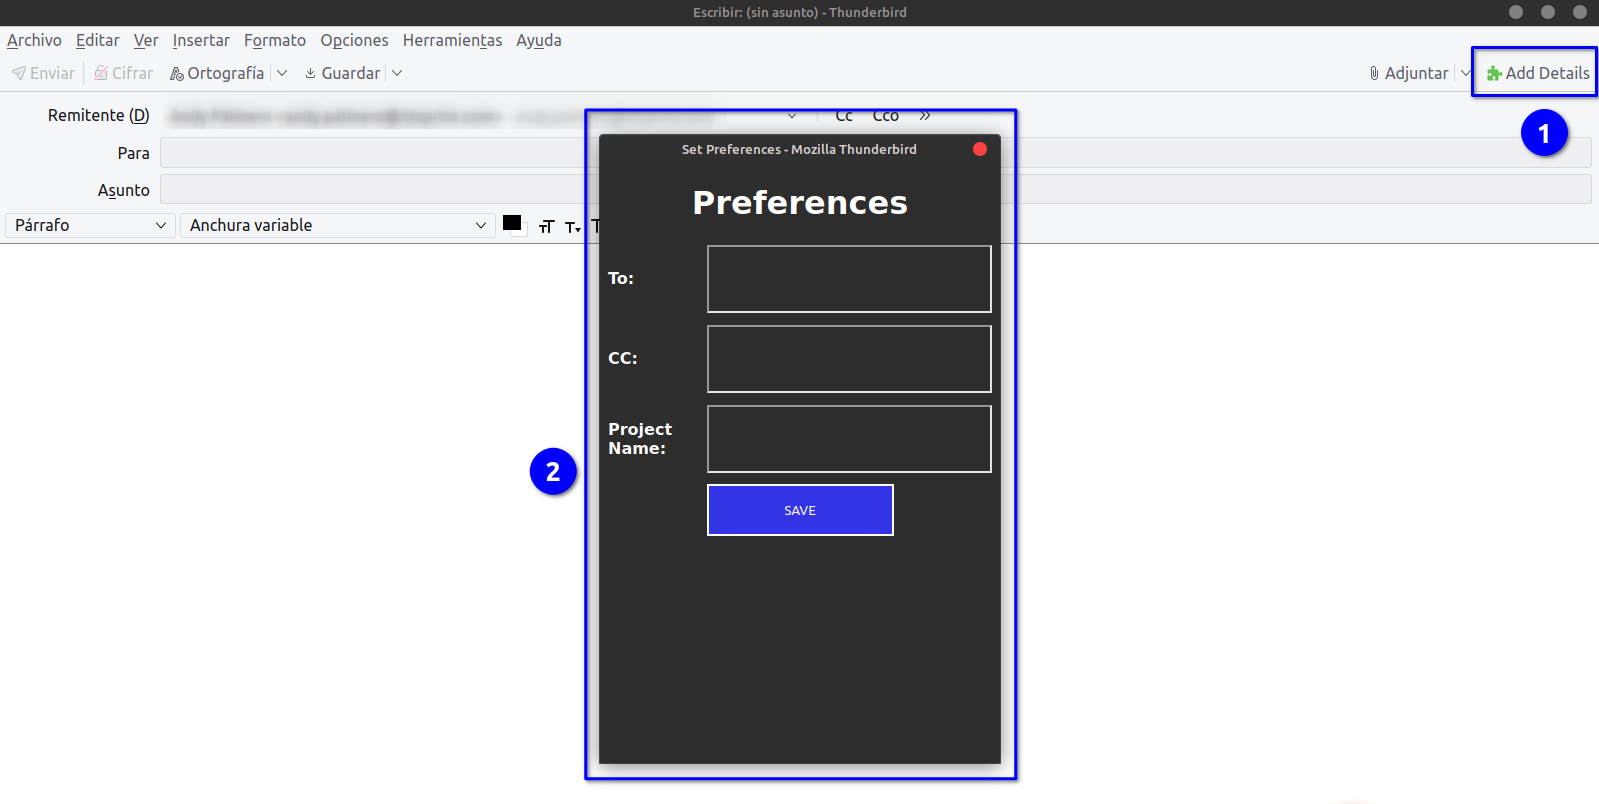 Escribir: (sin asunto) - Thunderbird
Archivo Editar Ver Insertar Formato Opciones Herramientas Ayuda
Enviar Cifrar Ortografía Guardar Adjuntar Add Details
Remitente (D) Cc Cco »
1
Para
Asunto
Párrafo Anchura variable
Set Preferences - Mozilla Thunderbird
Preferences
To:
CC:
Project
Name:
2
SAVE